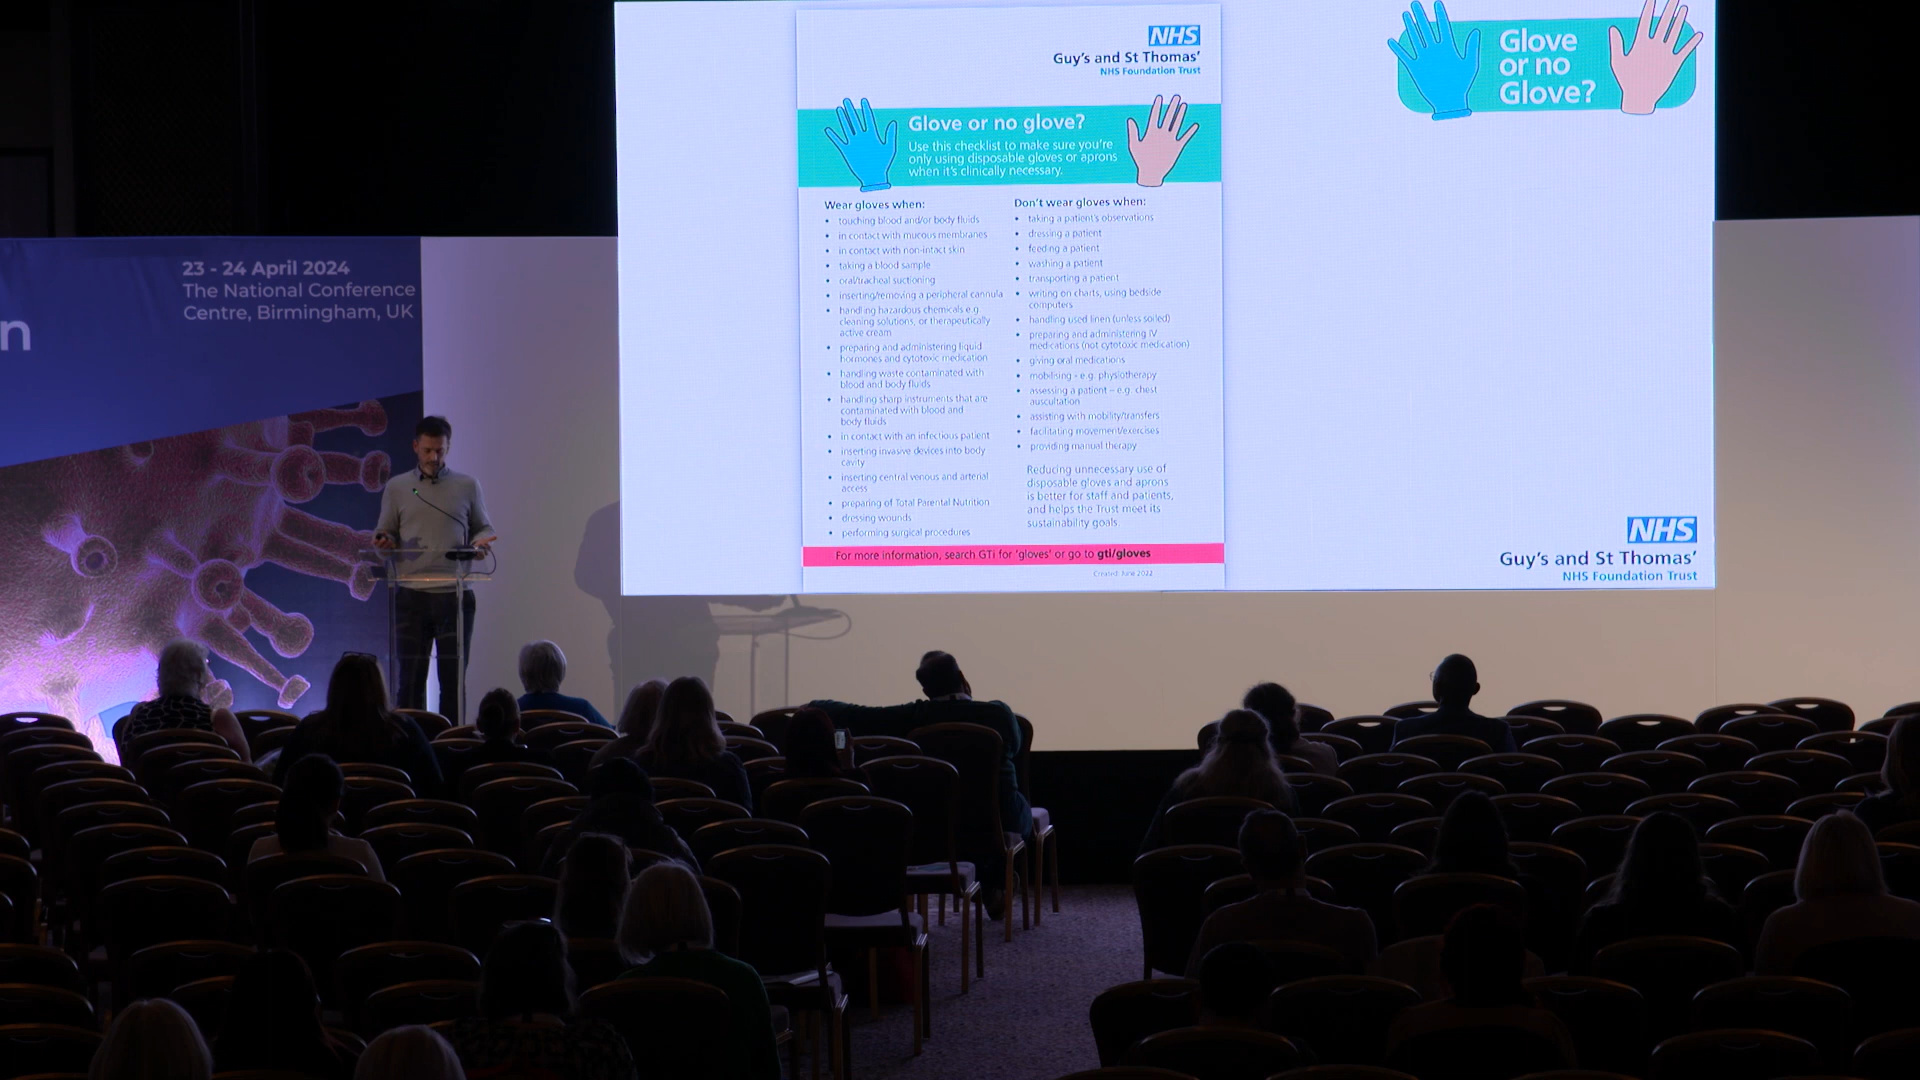 NHS
Guy's and St Thomas'
NHS Foundation Trust
Glove or no glove?
Use this checklist to make sure you're
only using disposable gloves or aprons
when it's clinically necessary.
Wear gloves when:
• touching blood and/or body fluids
• in contact with mucous membranes
• in contact with non-intact skin
• taking a blood sample
• oral/tracheal suctioning
• inserting/removing a peripheral cannula
• handling hazardous chemicals e.g.
cleaning solutions, or therapeutically
active cream
• preparing and administering liquid
hormones and cytotoxic medication
• handling waste contaminated with
blood and body fluids
• handling sharp instruments that are
contaminated with blood and
body fluids
• in contact with an infectious patient
• inserting invasive devices into body
cavity
• inserting central venous and arterial
access
• preparing of Total Parental Nutrition
• dressing wounds
• performing surgical procedures
Don't wear gloves when:
• taking a patient's observations
• dressing a patient
• feeding a patient
• washing a patient
• transporting a patient
• writing on charts, using bedside
computers
• handling used linen (unless soiled)
• preparing and administering IV
medications (not cytotoxic medication)
• giving oral medications
• mobilising - e.g. physiotherapy
• assessing a patient – e.g. chest
auscultation
• assisting with mobility/transfers
• facilitating movement/exercises
• providing manual therapy
Reducing unnecessary use of
disposable gloves and aprons
is better for staff and patients,
and helps the Trust meet its
sustainability goals.
For more information, search GTi for 'gloves' or go to gti/gloves
Created: June 2022
Glove
or no
Glove?
NHS
Guy's and St Thomas'
NHS Foundation Trust
23 - 24 April 2024
The National Conference
Centre, Birmingham, UK
n